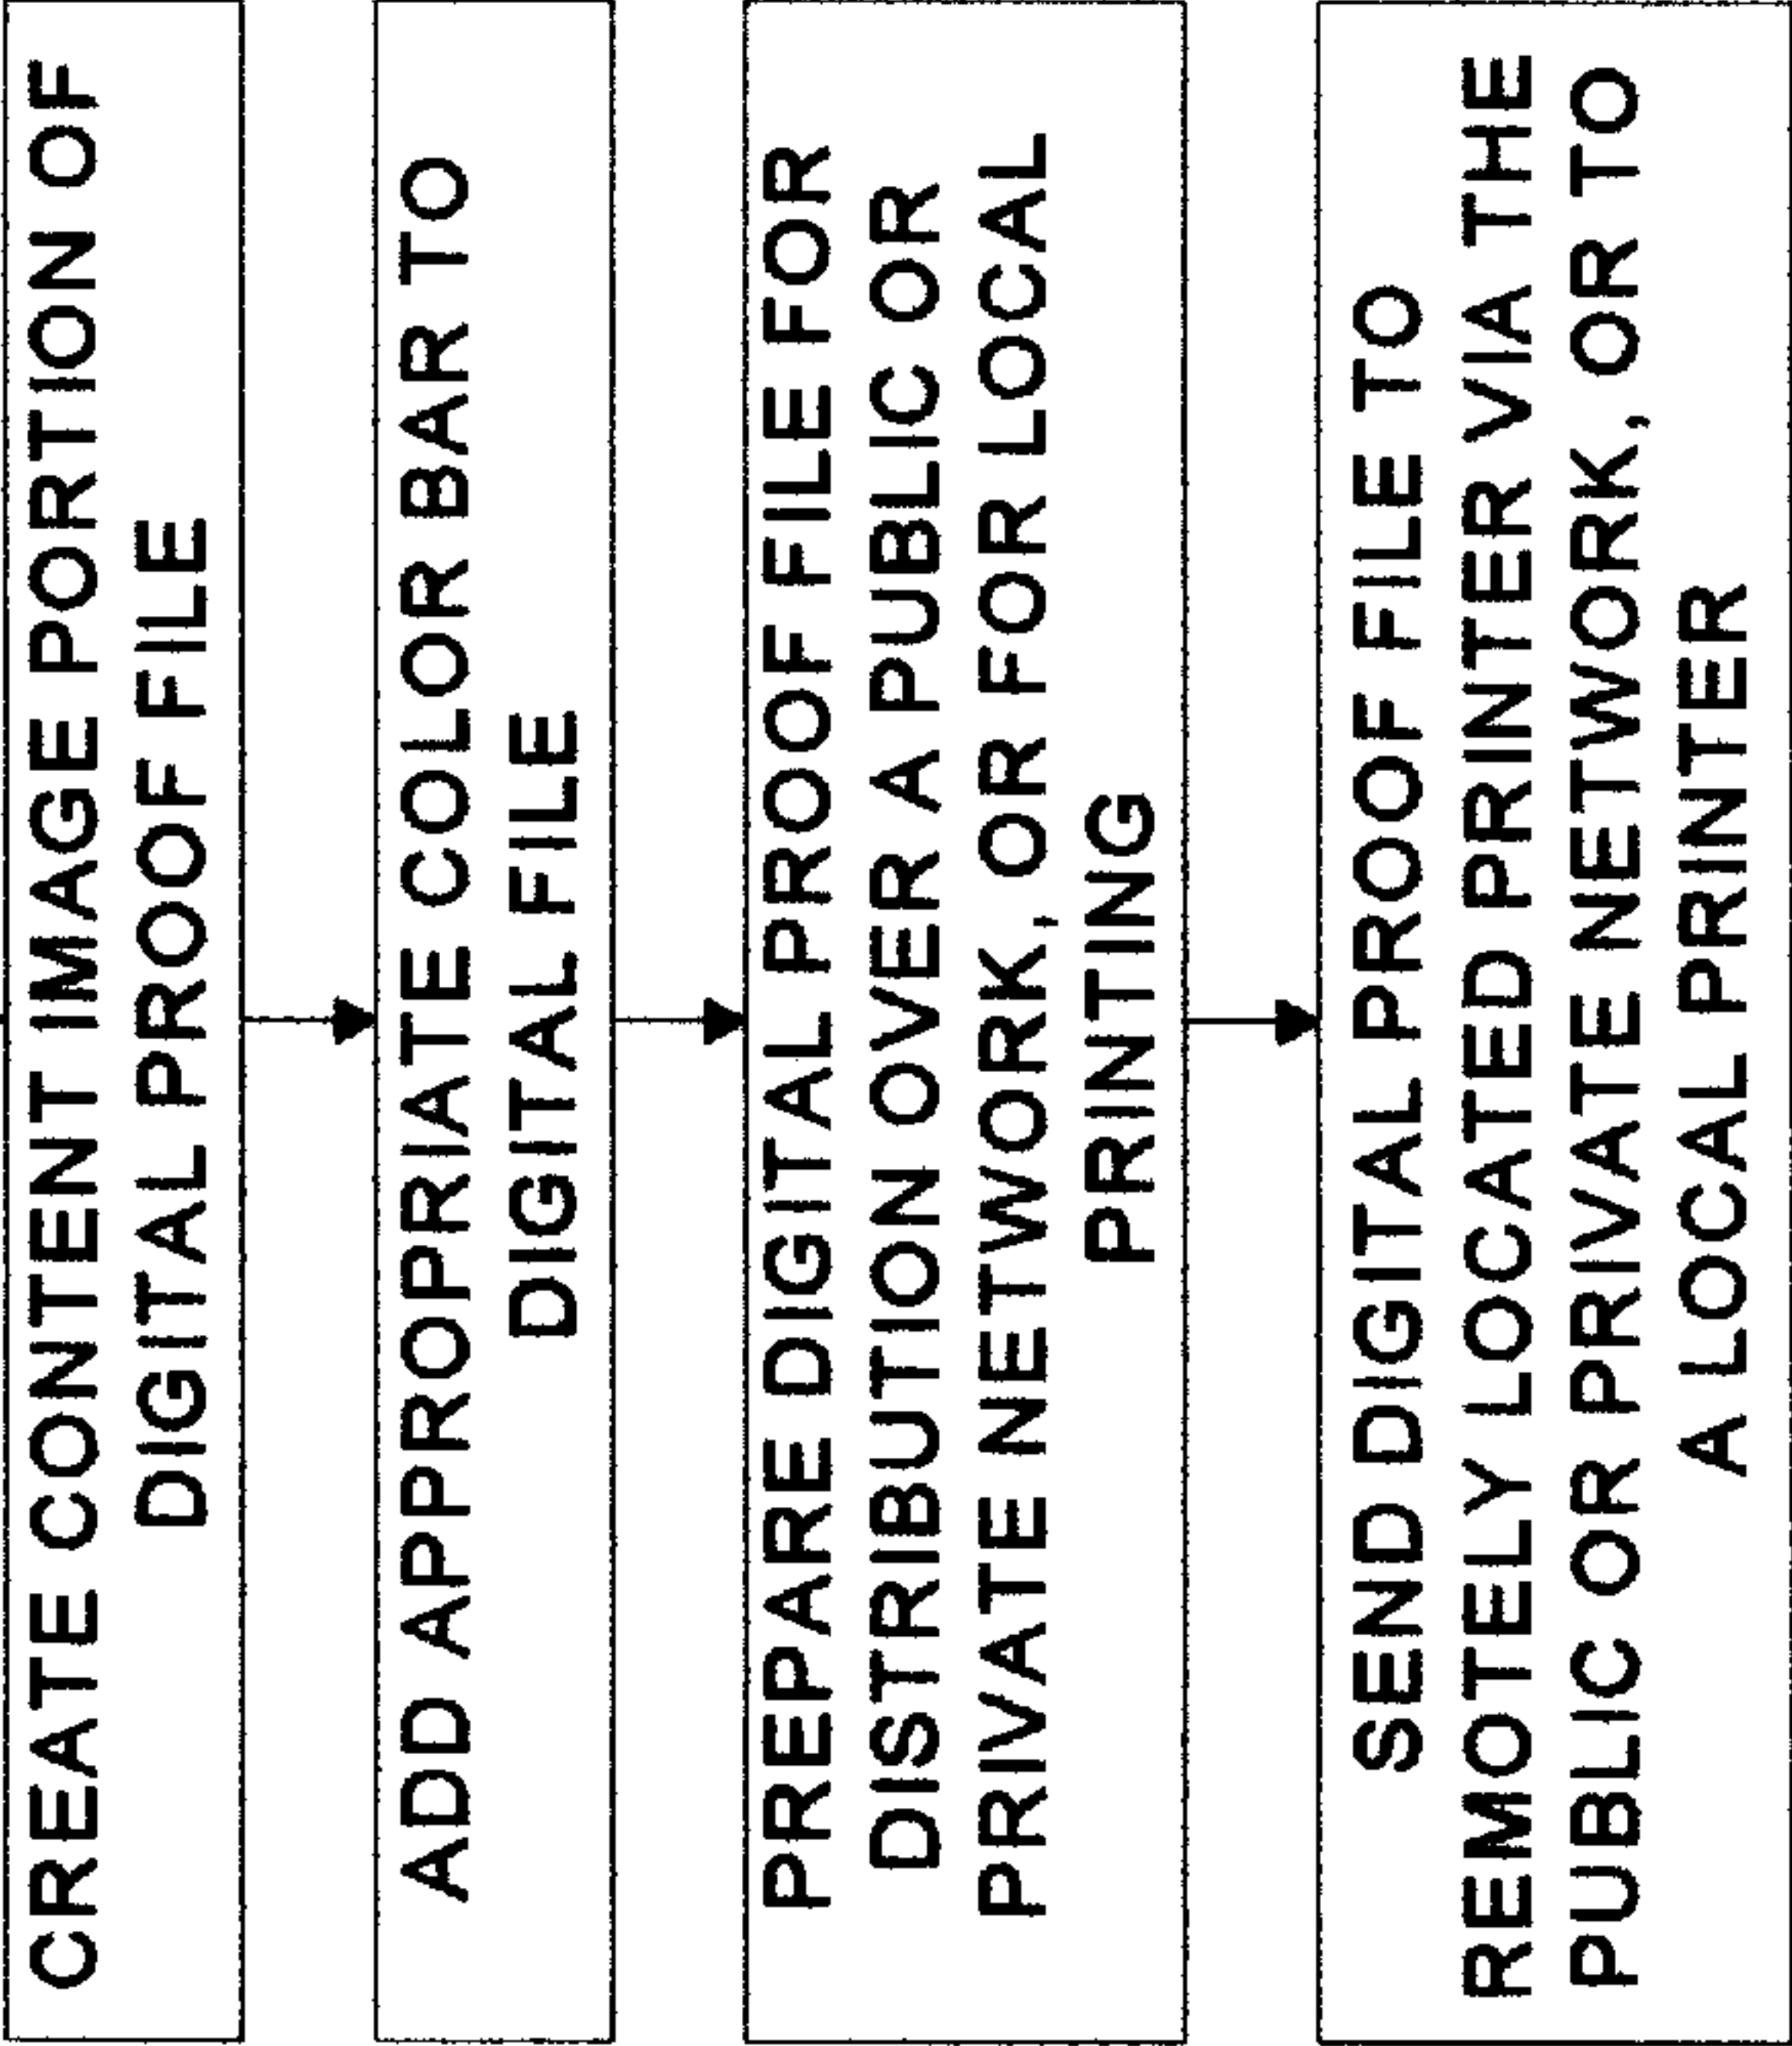 CREATE CONTENT IMAGE PORTION OF
DIGITAL PROOF FILE
ADD APPROPRIATE COLOR BAR TO
DIGITAL FILE
PREPARE DIGITAL PROOF FILE FOR
DISTRIBUTION OVER A PUBLIC OR
PRIVATE NETWORK, OR FOR LOCAL
PRINTING
SEND DIGITAL PROOF FILE TO
REMOTELY LOCATED PRINTER VIA THE
PUBLIC OR PRIVATE NETWORK, OR TO
A LOCAL PRINTER